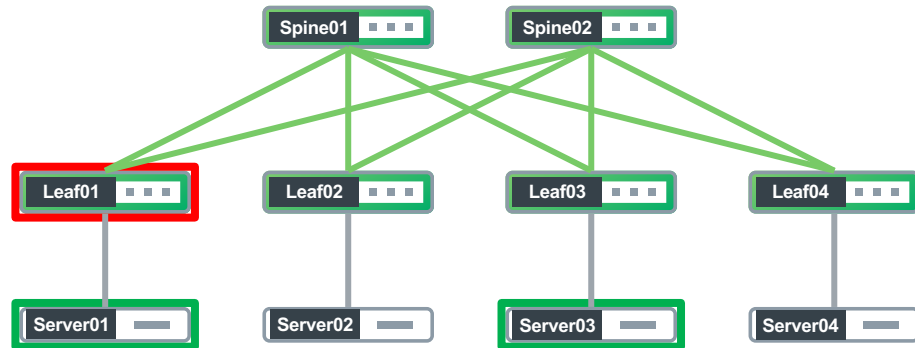 Spine01
Spine02
Leaf01
Leaf02
Leaf03
Leaf04
Server01
Server02
Server03
Server04